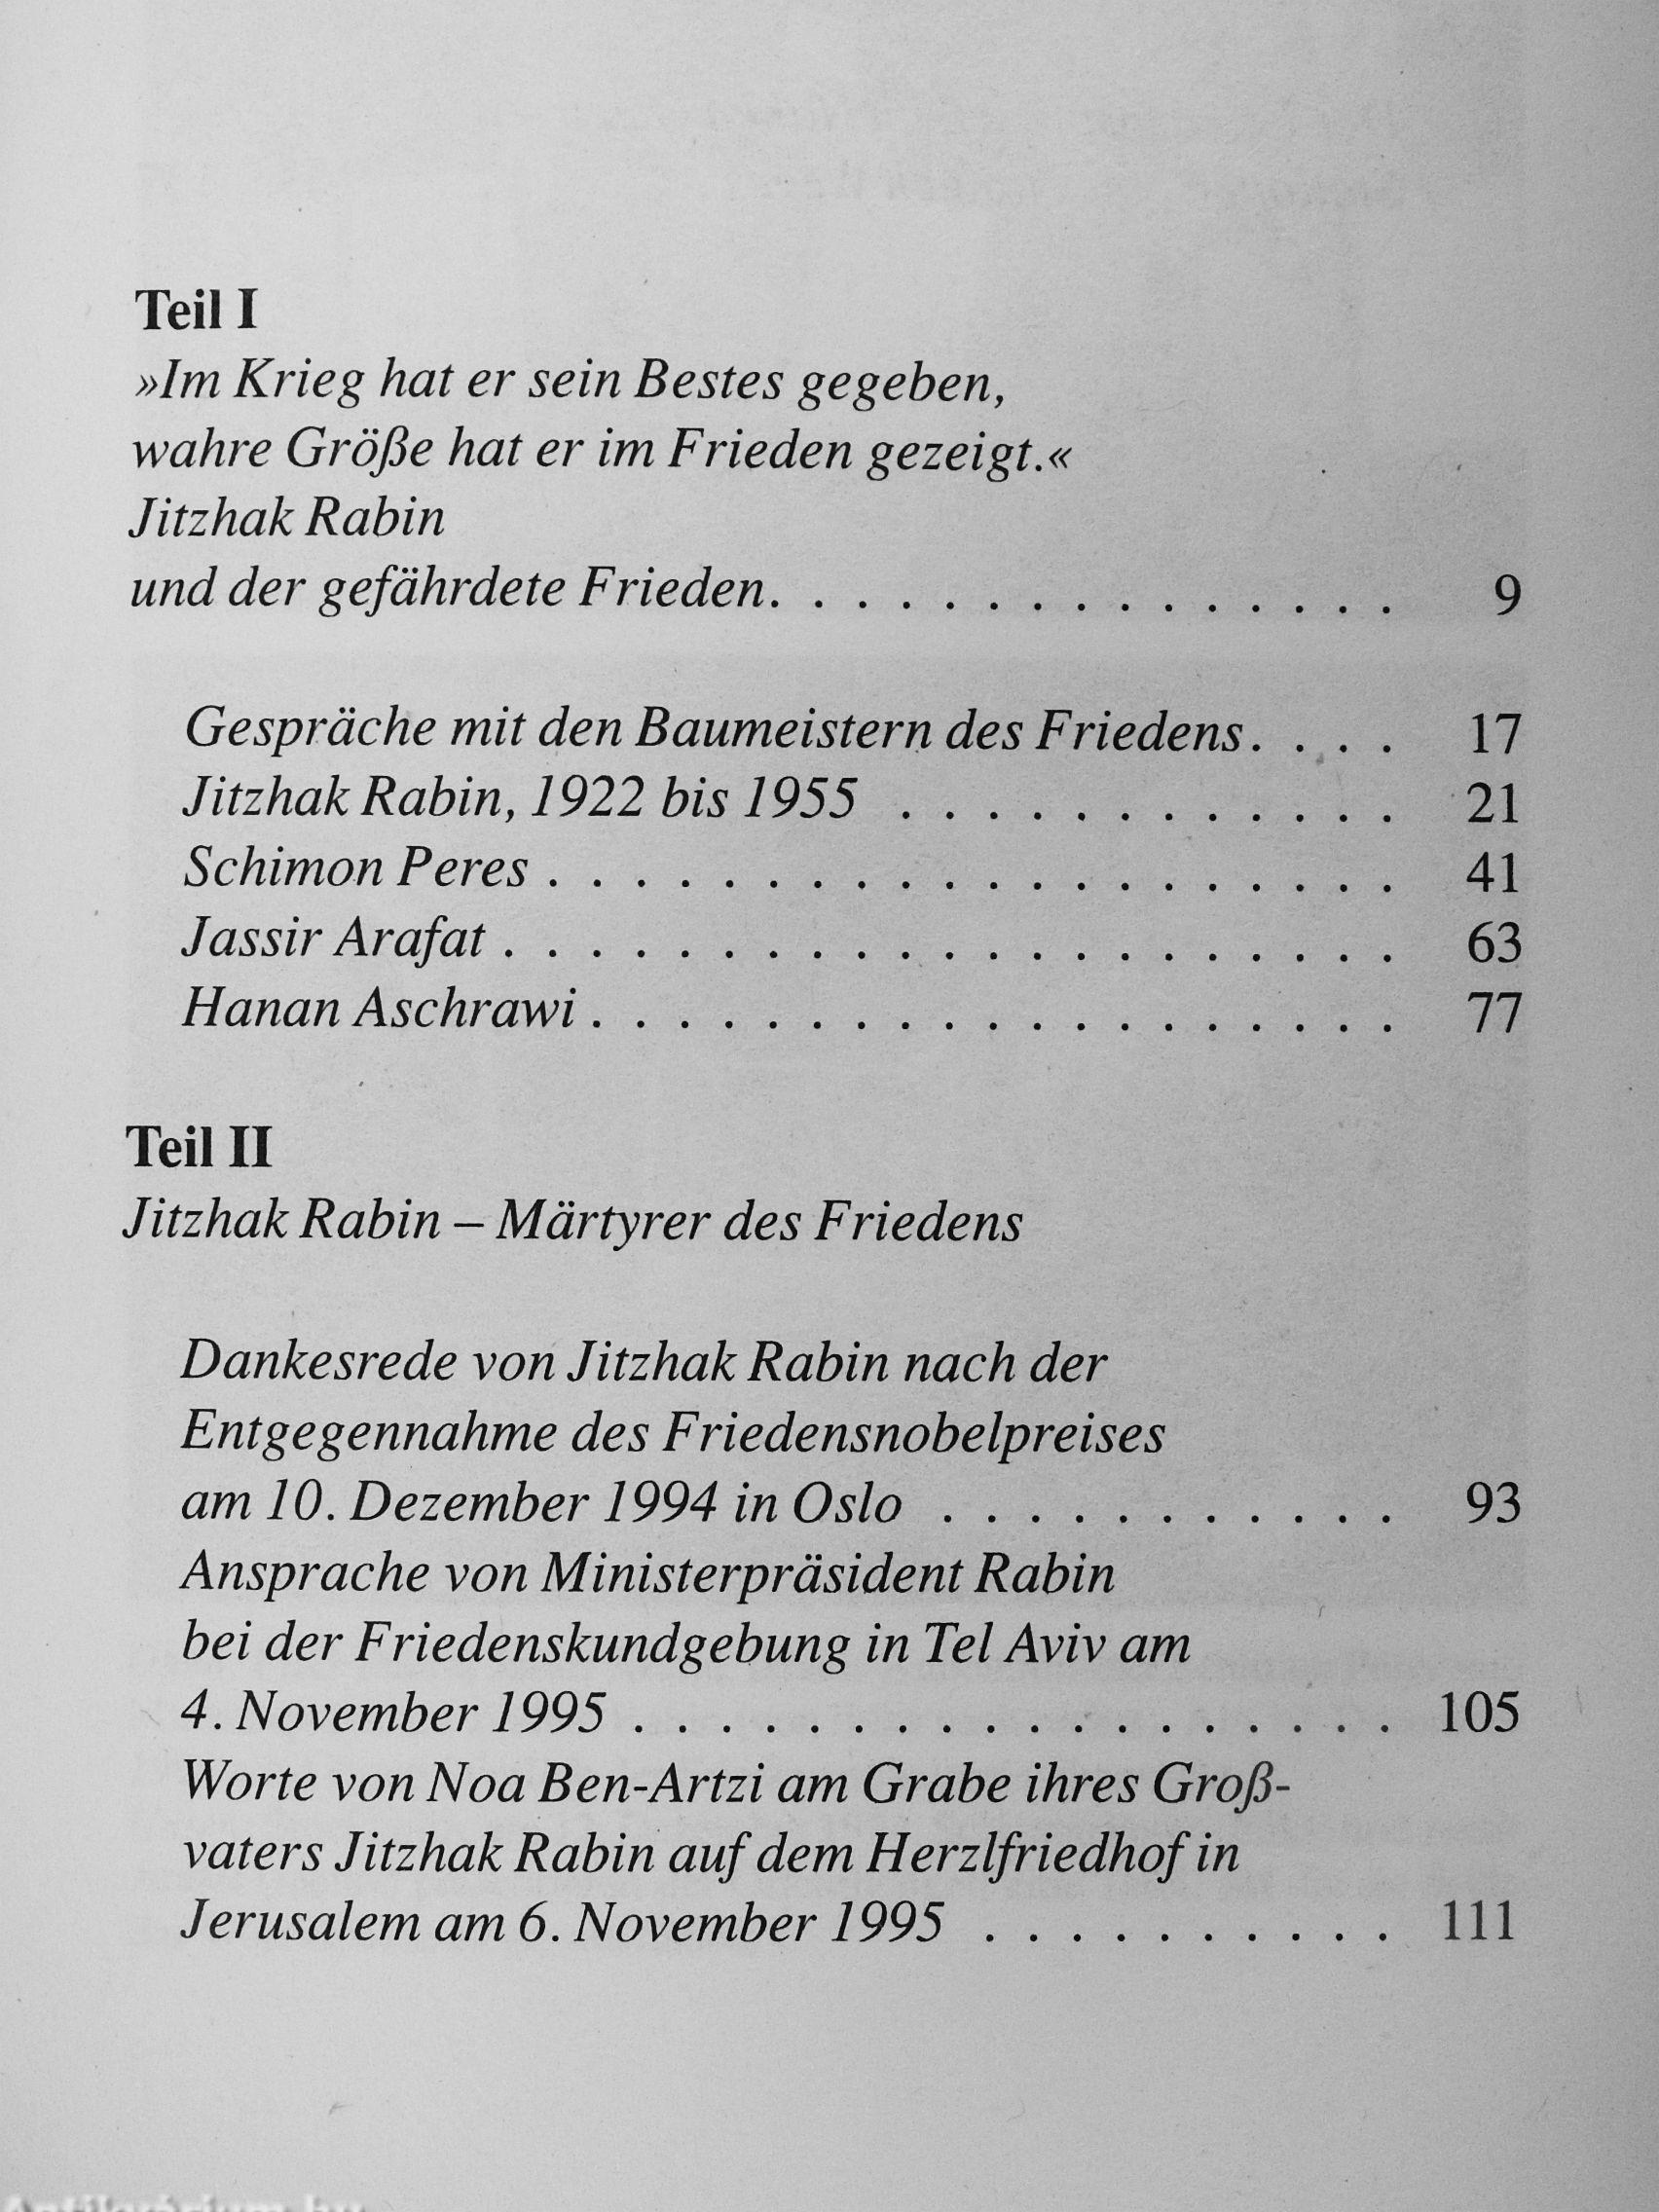 Teil I
»Im Krieg hat er sein Bestes gegeben,
wahre Größe hat er im Frieden gezeigt.«
Jitzhak Rabin
und der gefährdete Frieden. . . . . . . . . . . . . . . 9
Gespräche mit den Baumeistern des Friedens. . . . 17
Jitzhak Rabin, 1922 bis 1955 . . . . . . . . . . . . 21
Schimon Peres . . . . . . . . . . . . . . . . . . . . 41
Jassir Arafat . . . . . . . . . . . . . . . . . . . . . 63
Hanan Aschrawi . . . . . . . . . . . . . . . . . . . 77
Teil II
Jitzhak Rabin – Märtyrer des Friedens
Dankesrede von Jitzhak Rabin nach der
Entgegennahme des Friedensnobelpreises
am 10. Dezember 1994 in Oslo . . . . . . . . . . . 93
Ansprache von Ministerpräsident Rabin
bei der Friedenskundgebung in Tel Aviv am
4. November 1995 . . . . . . . . . . . . . . . . . . 105
Worte von Noa Ben-Artzi am Grabe ihres Groß-
vaters Jitzhak Rabin auf dem Herzlfriedhof in
Jerusalem am 6. November 1995 . . . . . . . . . . 111